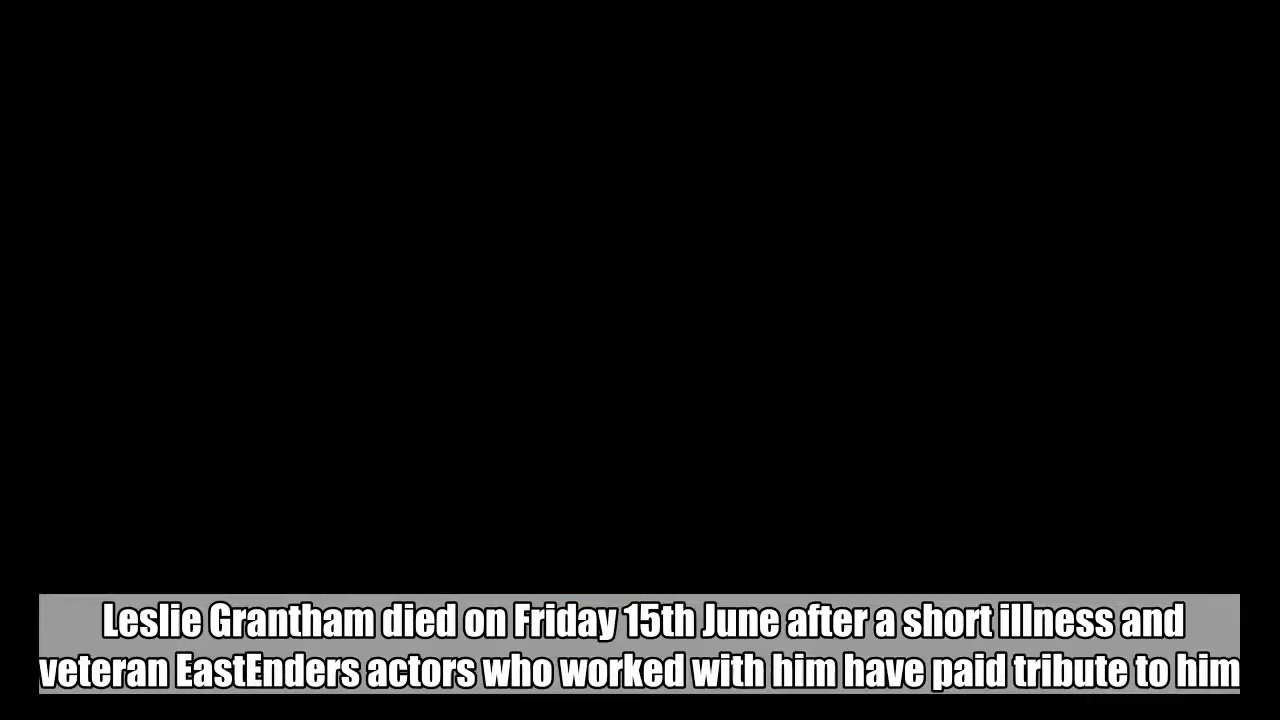 Leslie Grantham died on Friday 15th June after a short illness and
veteran EastEnders actors who worked with him have paid tribute to him